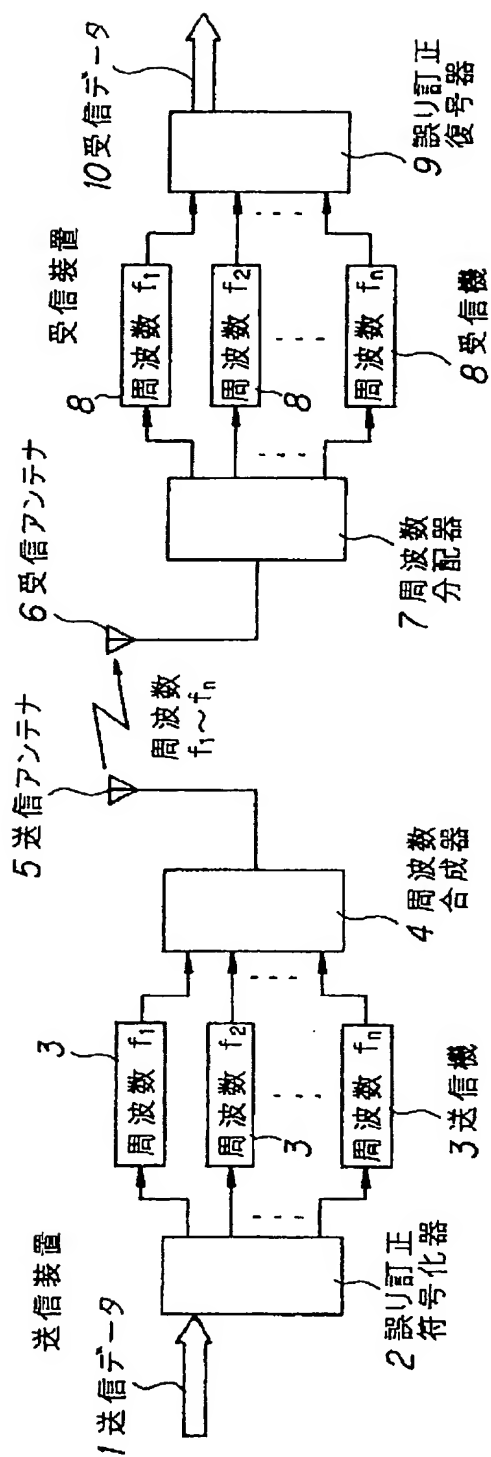 送信装置
1 送信データ
2 誤り訂正
符号化器
3
周波数 f1
周波数 f2
3
周波数 fn
3 送信機
4 周波数
合成器
5 送信アンテナ
周波数
f1~fn
6 受信アンテナ
7 周波数
分配器
受信装置
8
周波数 f1
周波数 f2
8
周波数 fn
8 受信機
9 誤り訂正
復号器
10 受信データ